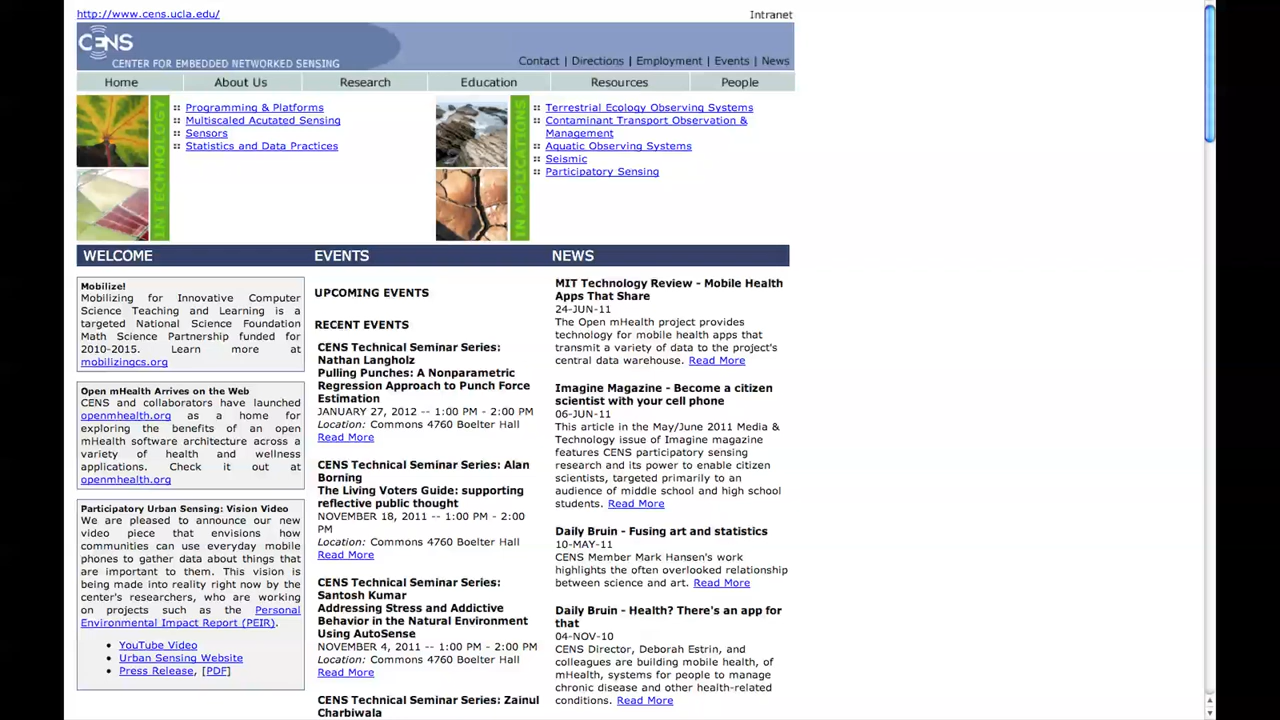 http://www.cens.ucla.edu/
Intranet
CENS
CENTER FOR EMBEDDED NETWORKED SENSING
Contact | Directions | Employment | Events | News
Home
About Us
Research
Education
Resources
People
IN TECHNOLOGY
Programming & Platforms
Multiscaled Acutated Sensing
Sensors
Statistics and Data Practices
IN APPLICATIONS
Terrestrial Ecology Observing Systems
Contaminant Transport Observation &
Management
Aquatic Observing Systems
Seismic
Participatory Sensing
WELCOME
Mobilize!
Mobilizing for Innovative Computer
Science Teaching and Learning is a
targeted National Science Foundation
Math Science Partnership funded for
2010-2015. Learn more at
mobilizingcs.org
Open mHealth Arrives on the Web
CENS and collaborators have launched
openmhealth.org as a home for
exploring the benefits of an open
mHealth software architecture across a
variety of health and wellness
applications. Check it out at
openmhealth.org
Participatory Urban Sensing: Vision Video
We are pleased to announce our new
video piece that envisions how
communities can use everyday mobile
phones to gather data about things that
are important to them. This vision is
being made into reality right now by the
center's researchers, who are working
on projects such as the Personal
Environmental Impact Report (PEIR).
• YouTube Video
• Urban Sensing Website
• Press Release, [PDF]
EVENTS
UPCOMING EVENTS
RECENT EVENTS
CENS Technical Seminar Series:
Nathan Langholz
Pulling Punches: A Nonparametric
Regression Approach to Punch Force
Estimation
JANUARY 27, 2012 -- 1:00 PM - 2:00 PM
Location: Commons 4760 Boelter Hall
Read More
CENS Technical Seminar Series: Alan
Borning
The Living Voters Guide: supporting
reflective public thought
NOVEMBER 18, 2011 -- 1:00 PM - 2:00
PM
Location: Commons 4760 Boelter Hall
Read More
CENS Technical Seminar Series:
Santosh Kumar
Addressing Stress and Addictive
Behavior in the Natural Environment
Using AutoSense
NOVEMBER 4, 2011 -- 1:00 PM - 2:00 PM
Location: Commons 4760 Boelter Hall
Read More
CENS Technical Seminar Series: Zainul
Charbiwala
NEWS
MIT Technology Review - Mobile Health
Apps That Share
24-JUN-11
The Open mHealth project provides
technology for mobile health apps that
transmit a variety of data to the project's
central data warehouse. Read More
Imagine Magazine - Become a citizen
scientist with your cell phone
06-JUN-11
This article in the May/June 2011 Media &
Technology issue of Imagine magazine
features CENS participatory sensing
research and its power to enable citizen
scientists, targeted primarily to an
audience of middle school and high school
students. Read More
Daily Bruin - Fusing art and statistics
10-MAY-11
CENS Member Mark Hansen's work
highlights the often overlooked relationship
between science and art. Read More
Daily Bruin - Health? There's an app for
that
04-NOV-10
CENS Director, Deborah Estrin, and
colleagues are building mobile health, of
mHealth, systems for people to manage
chronic disease and other health-related
conditions. Read More